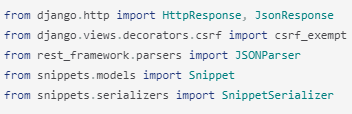 from django.http import HttpResponse, JsonResponse
from django.views.decorators.csrf import csrf_exempt
from rest_framework.parsers import JSONParser
from snippets.models import Snippet
from snippets.serializers import SnippetSerializer